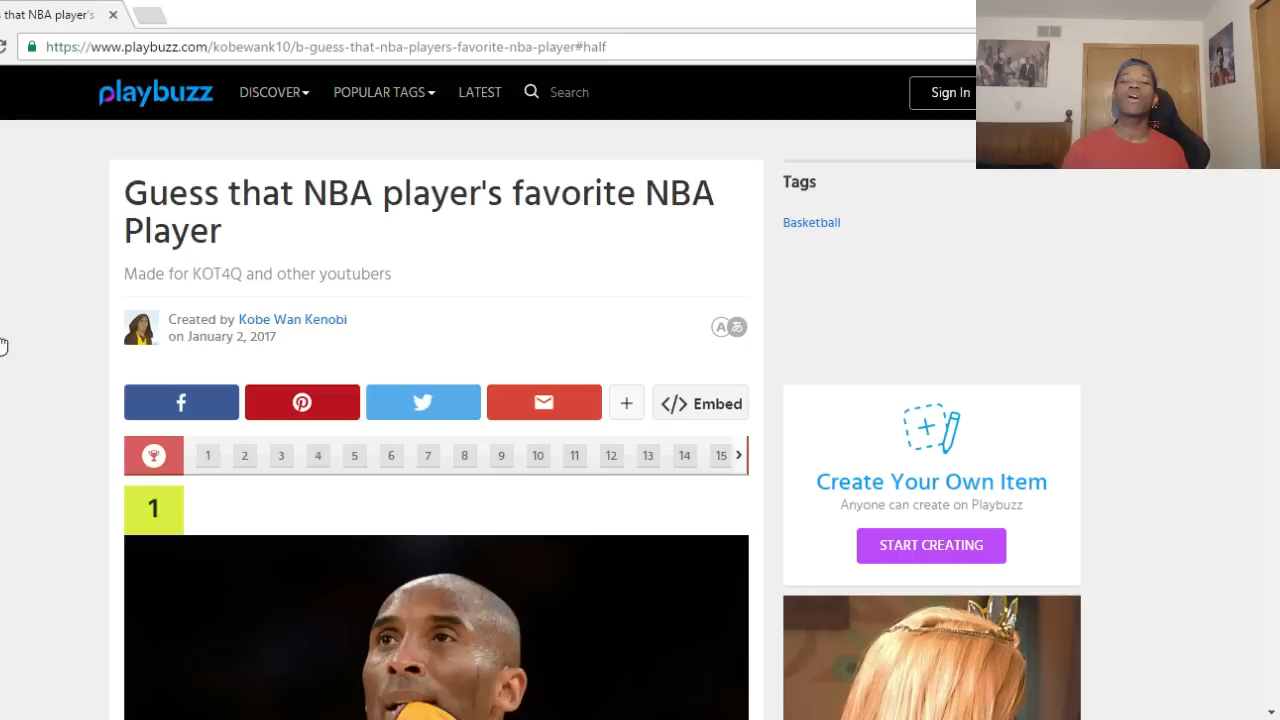 s that NBA player's
https://www.playbuzz.com/kobewank10/b-guess-that-nba-players-favorite-nba-player#half
playbuzz DISCOVER POPULAR TAGS LATEST Search Sign In
Guess that NBA player's favorite NBA
Player
Made for KOT4Q and other youtubers
Created by Kobe Wan Kenobi
on January 2, 2017
A あ
f Embed
1 2 3 4 5 6 7 8 9 10 11 12 13 14 15
1
Tags
Basketball
Create Your Own Item
Anyone can create on Playbuzz
START CREATING